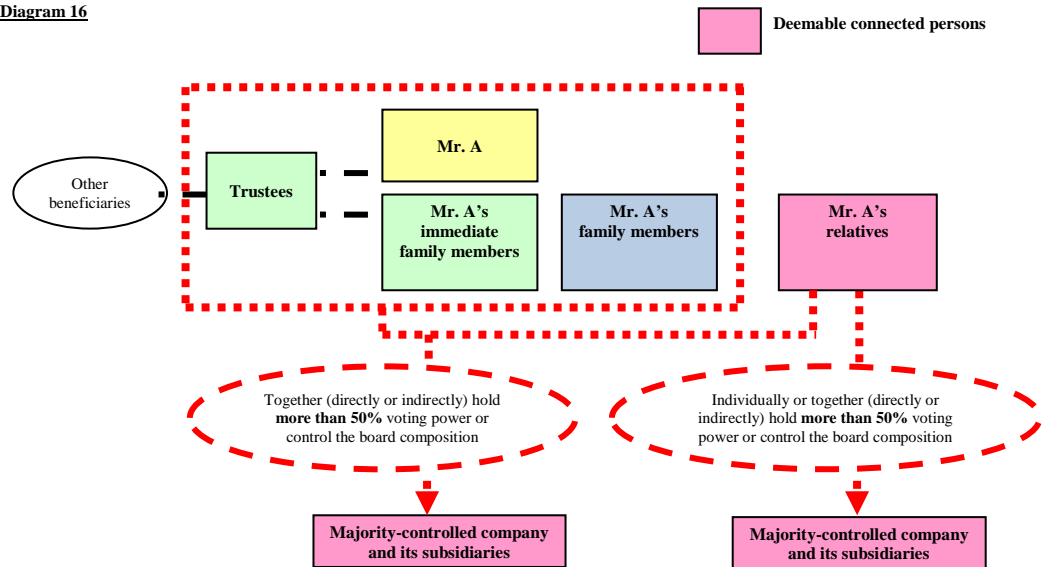 Diagram 16
Deemable connected persons
Mr. A
Other
beneficiaries
Trustees
Mr. A's
immediate
family members
Mr. A's
family members
Mr. A's
relatives
Together (directly or indirectly) hold
more than 50% voting power or
control the board composition
Individually or together (directly or
indirectly) hold more than 50% voting
power or control the board composition
Majority-controlled company
and its subsidiaries
Majority-controlled company
and its subsidiaries